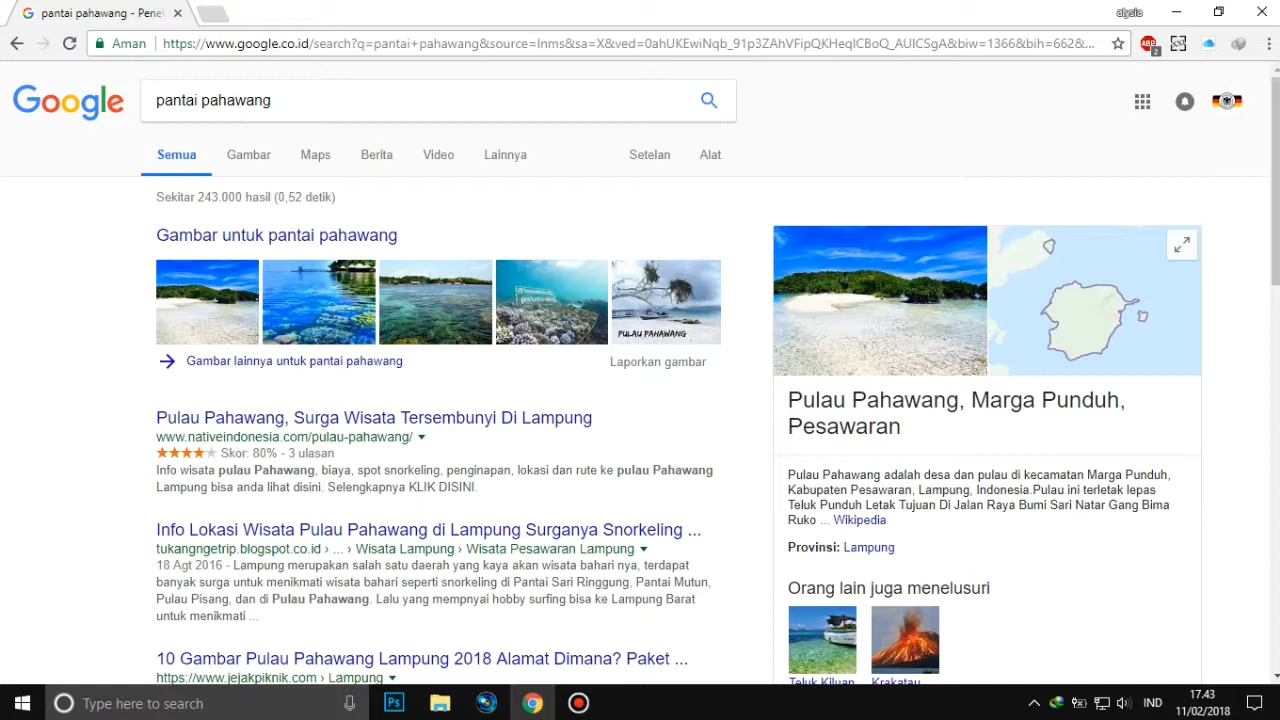 pantai pahawang - Pene
alysia
Aman
https://www.google.co.id/search?q=pantai+pahawang&source=lnms&sa=X&ved=0ahUKEwiNqb_91p3ZAhVFipQKHeqlCBoQ_AUICSgA&biw=1366&bih=662&...
ABP
2
Google
pantai pahawang
Semua
Gambar
Maps
Berita
Video
Lainnya
Setelan
Alat
Sekitar 243.000 hasil (0,52 detik)
Gambar untuk pantai pahawang
PULAU PAHAWANG
Gambar lainnya untuk pantai pahawang
Laporkan gambar
Pulau Pahawang, Surga Wisata Tersembunyi Di Lampung
www.nativeindonesia.com/pulau-pahawang/
Skor: 80% - 3 ulasan
Info wisata pulau Pahawang, biaya, spot snorkeling, penginapan, lokasi dan rute ke pulau Pahawang
Lampung bisa anda lihat disini. Selengkapnya KLIK DISINI.
Info Lokasi Wisata Pulau Pahawang di Lampung Surganya Snorkeling ...
tukangngetrip.blogspot.co.id › ... › Wisata Lampung › Wisata Pesawaran Lampung
18 Agt 2016 - Lampung merupakan salah satu daerah yang kaya akan wisata bahari nya, terdapat
banyak surga untuk menikmati wisata bahari seperti snorkeling di Pantai Sari Ringgung, Pantai Mutun,
Pulau Pisang, dan di Pulau Pahawang. Lalu yang mempnyai hobby surfing bisa ke Lampung Barat
untuk menikmati ...
10 Gambar Pulau Pahawang Lampung 2018 Alamat Dimana? Paket ...
https://www.jejakpiknik.com › Lampung
Pulau Pahawang, Marga Punduh,
Pesawaran
Pulau Pahawang adalah desa dan pulau di kecamatan Marga Punduh,
Kabupaten Pesawaran, Lampung, Indonesia.Pulau ini terletak lepas
Teluk Punduh Letak Tujuan Di Jalan Raya Bumi Sari Natar Gang Bima
Ruko ... Wikipedia
Provinsi: Lampung
Orang lain juga menelusuri
Teluk Kiluan
Krakatau
Type here to search
Ps
IND
17.43
11/02/2018